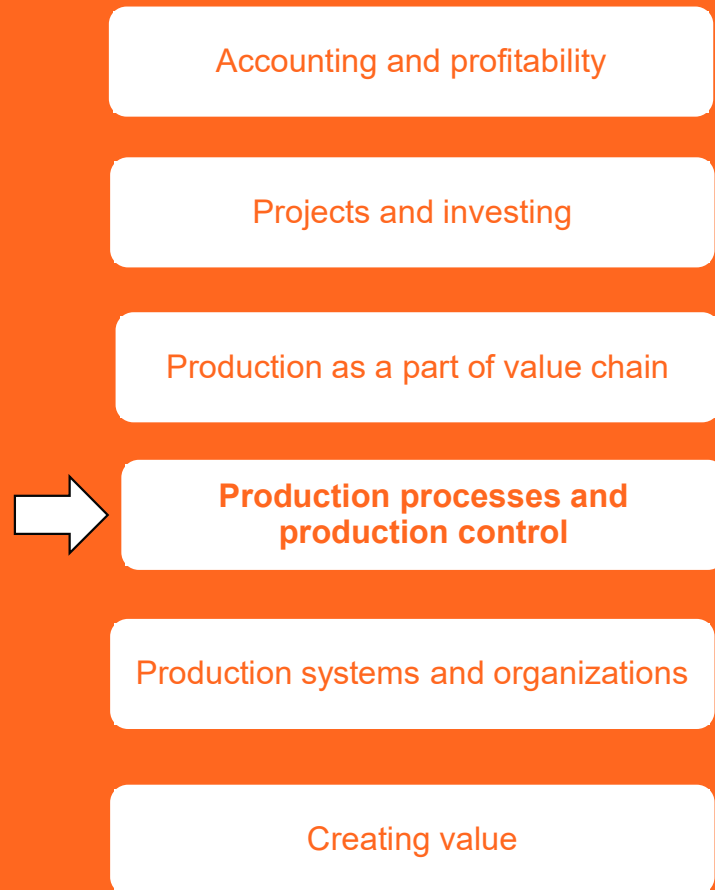 Accounting and profitability
Projects and investing
Production as a part of value chain
Production processes and
production control
Production systems and organizations
Creating value